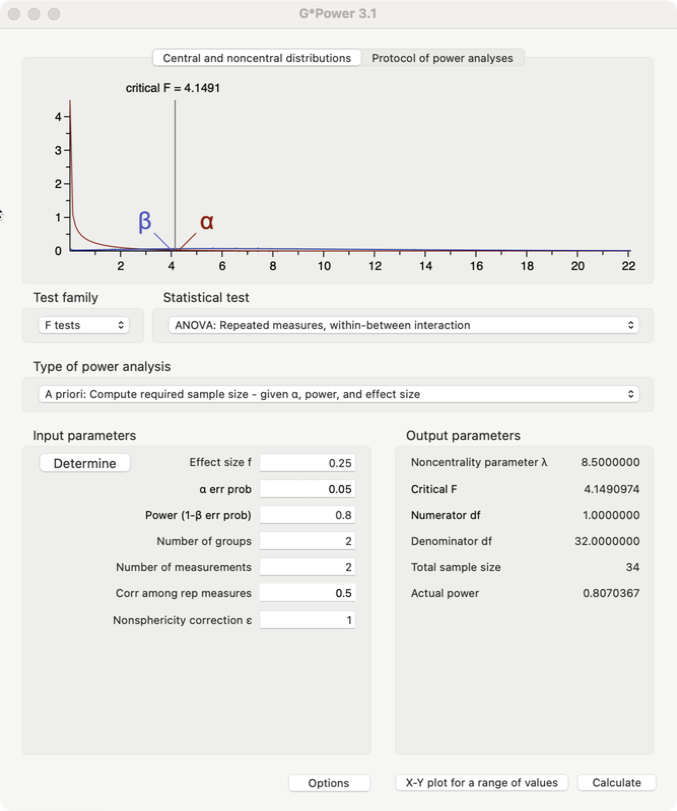 G*Power 3.1
Central and noncentral distributions Protocol of power analyses
critical F = 4.1491
4
3
2
1
0
β α
2 4 6 8 10 12 14 16 18 20 22
Test family Statistical test
F tests ANOVA: Repeated measures, within-between interaction
Type of power analysis
A priori: Compute required sample size - given α, power, and effect size
Input parameters Output parameters
Determine Effect size f 0.25 Noncentrality parameter λ 8.5000000
α err prob 0.05 Critical F 4.1490974
Power (1-β err prob) 0.8 Numerator df 1.0000000
Number of groups 2 Denominator df 32.0000000
Number of measurements 2 Total sample size 34
Corr among rep measures 0.5 Actual power 0.8070367
Nonsphericity correction ε 1
Options X-Y plot for a range of values Calculate